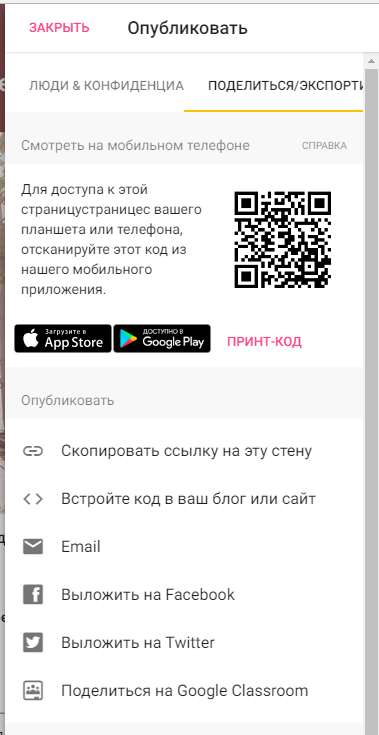 ЗАКРЫТЬ Опубликовать
ЛЮДИ & КОНФИДЕНЦИА ПОДЕЛИТЬСЯ/ЭКСПОРТИ
Смотреть на мобильном телефоне СПРАВКА
Для доступа к этой
страницустраницес вашего
планшета или телефона,
отсканируйте этот код из
нашего мобильного
приложения.
Загрузите в
App Store
ДОСТУПНО В
Google Play
ПРИНТ-КОД
Опубликовать
Скопировать ссылку на эту стену
Встройте код в ваш блог или сайт
Email
Выложить на Facebook
Выложить на Twitter
Поделиться на Google Classroom